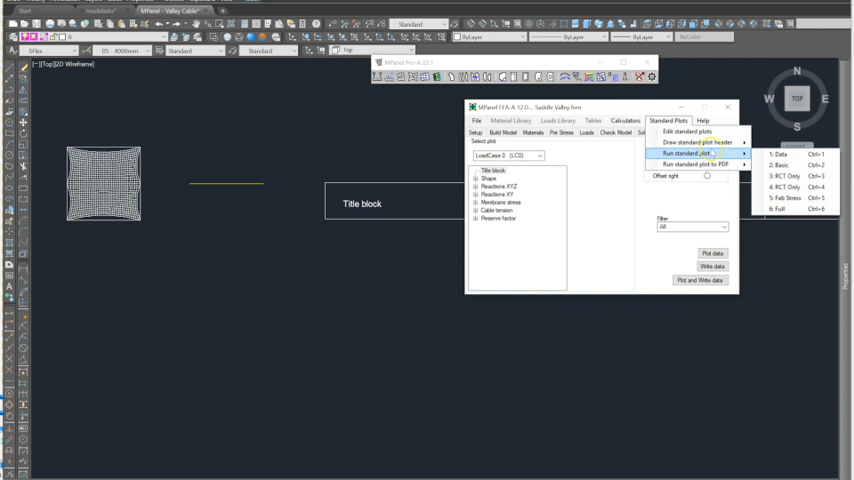 Start
modelado*
MPanel - Valley Cable*
Standard
ByLayer
ByLayer
ByLayer
ByColor
0
SFlex
05 - 4000mm
Standard
Standard
Top
[−][Top][2D Wireframe]
MPanel Pro-A 22.1
N
W
TOP
E
S
MPanel FEA-A 12.0... Saddle Valley.fem
File
Material Library
Loads Library
Tables
Calculators
Standard Plots
Help
Setup
Build Model
Materials
Pre Stress
Loads
Check Model
Edit standard plots
Draw standard plot header
Run standard plot
Run standard plot to PDF
1: Data Ctrl+1
2: Basic Ctrl+2
3: RCT Only Ctrl+3
4: RCT Only Ctrl+4
5: Fab Stress Ctrl+5
6: Full Ctrl+6
Select plot
LoadCase 0 (LC0)
Title block
Shape
Reactions XYZ
Reactions XY
Membrane stress
Cable tension
Reserve factor
Offset right
Filter
All
Plot data
Write data
Plot and Write data
Title block
Properties